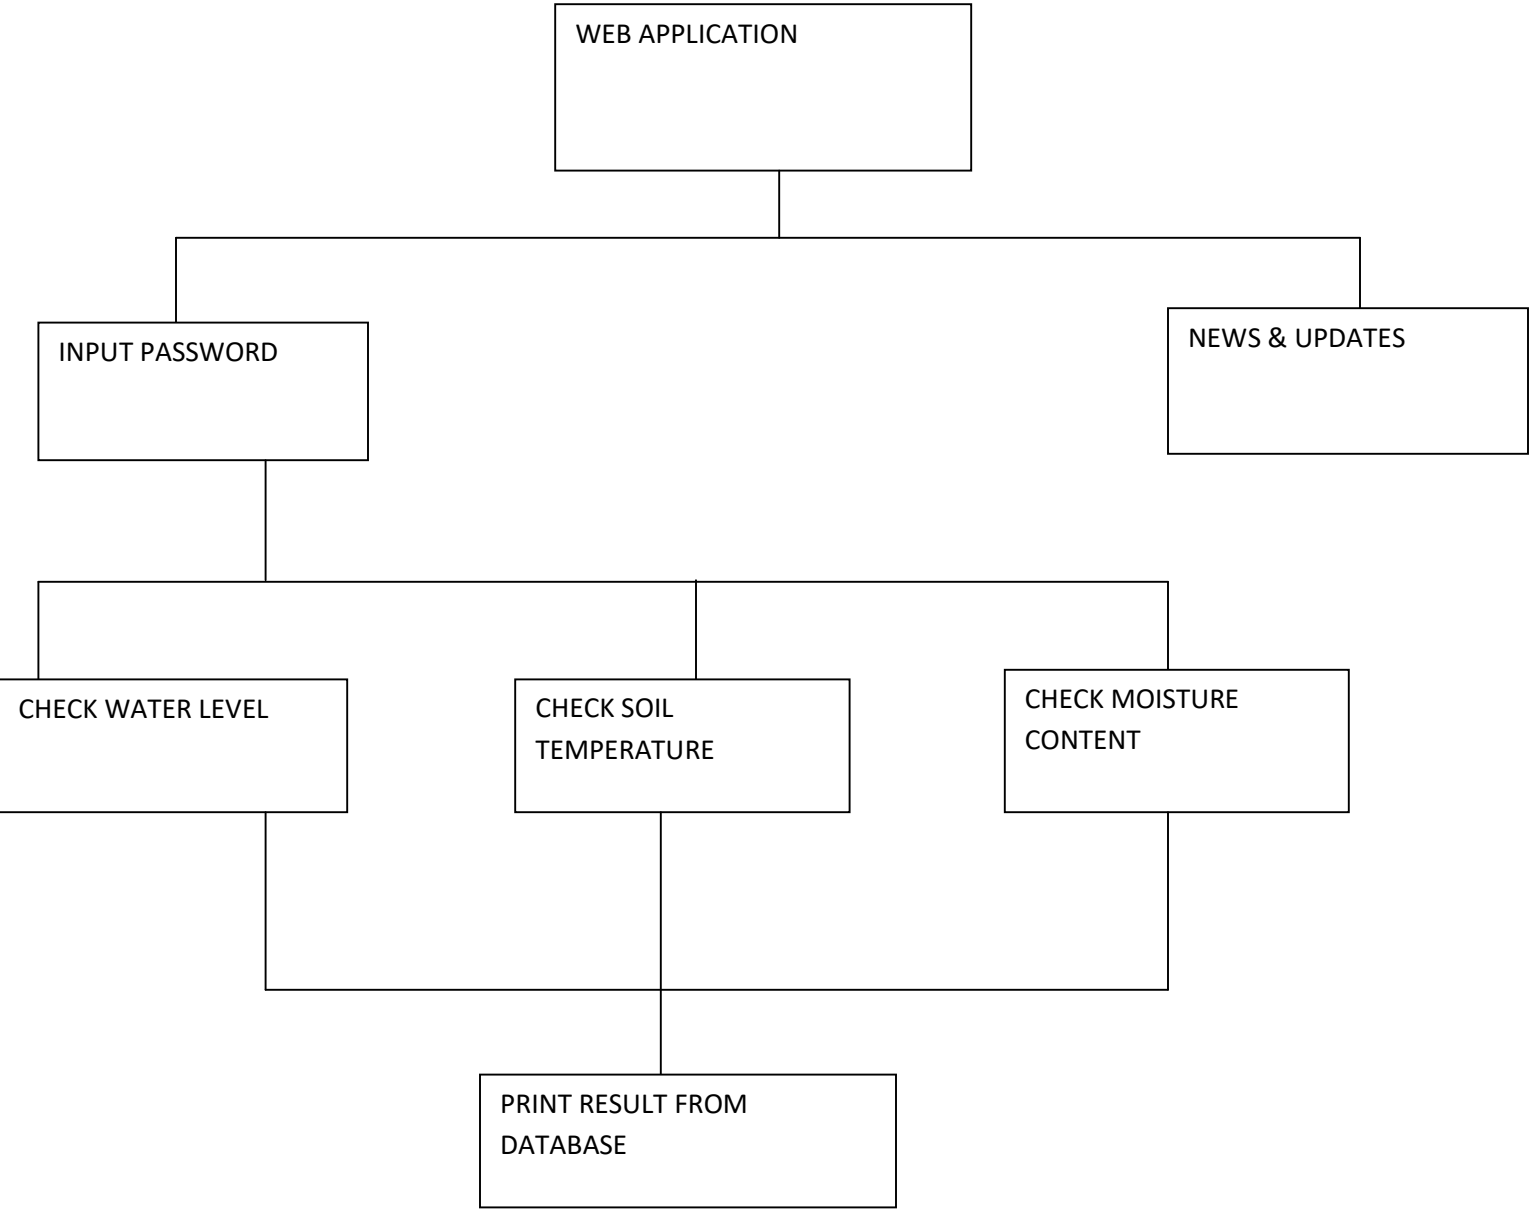 WEB APPLICATION
INPUT PASSWORD
NEWS & UPDATES
CHECK WATER LEVEL
CHECK SOIL
TEMPERATURE
CHECK MOISTURE
CONTENT
PRINT RESULT FROM
DATABASE